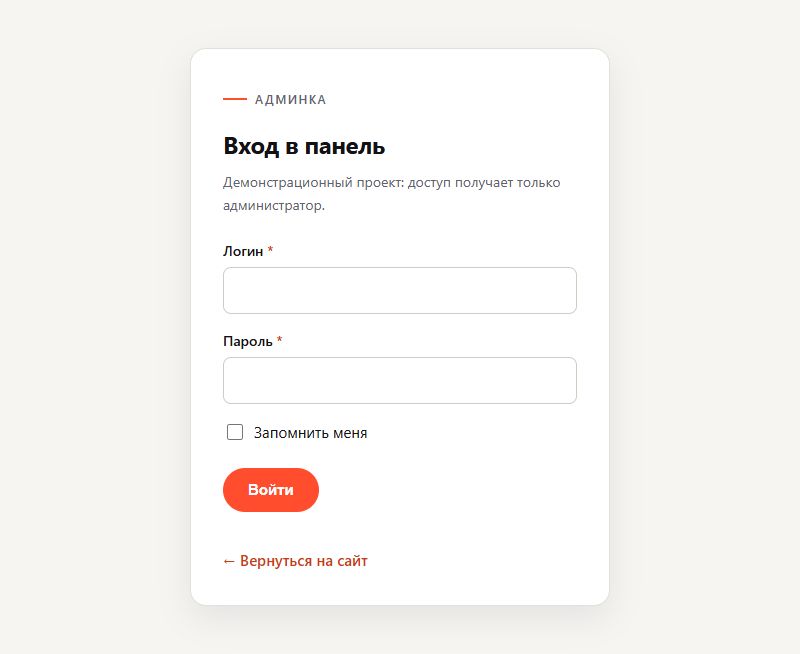 АДМИНКА
Вход в панель
Демонстрационный проект: доступ получает только
администратор.
Логин *
Пароль *
Запомнить меня
Войти
← Вернуться на сайт